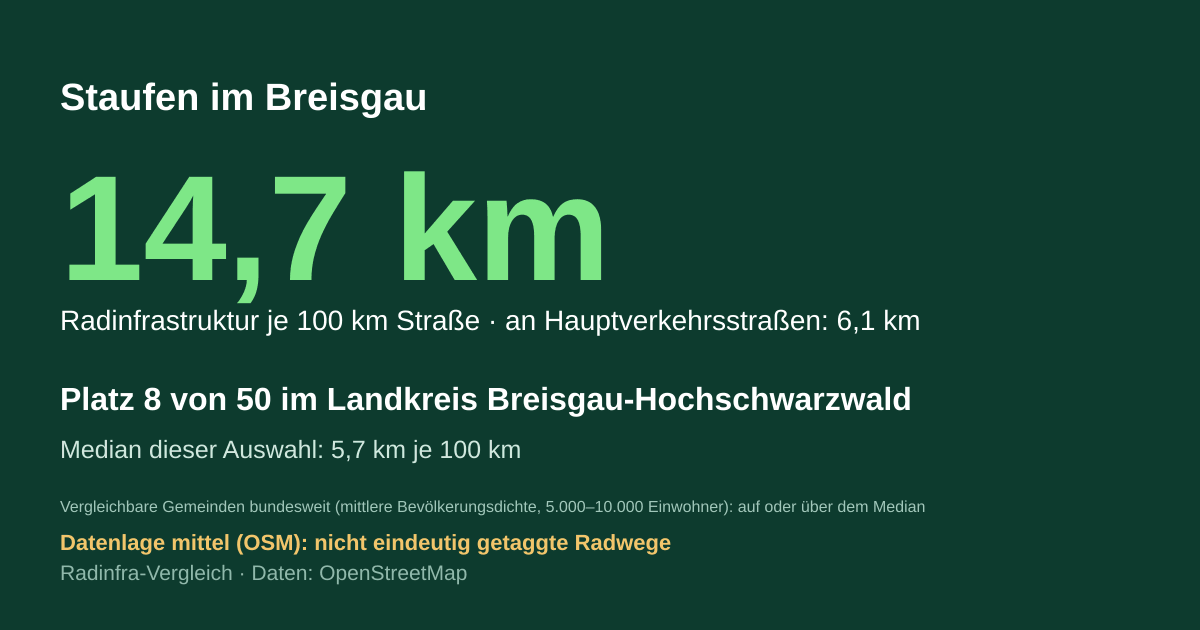 Staufen im Breisgau
14,7 km
Radinfrastruktur je 100 km Straße · an Hauptverkehrsstraßen: 6,1 km
Platz 8 von 50 im Landkreis Breisgau-Hochschwarzwald
Median dieser Auswahl: 5,7 km je 100 km
Vergleichbare Gemeinden bundesweit (mittlere Bevölkerungsdichte, 5.000–10.000 Einwohner): auf oder über dem Median
Datenlage mittel (OSM): nicht eindeutig getaggte Radwege
Radinfra-Vergleich · Daten: OpenStreetMap